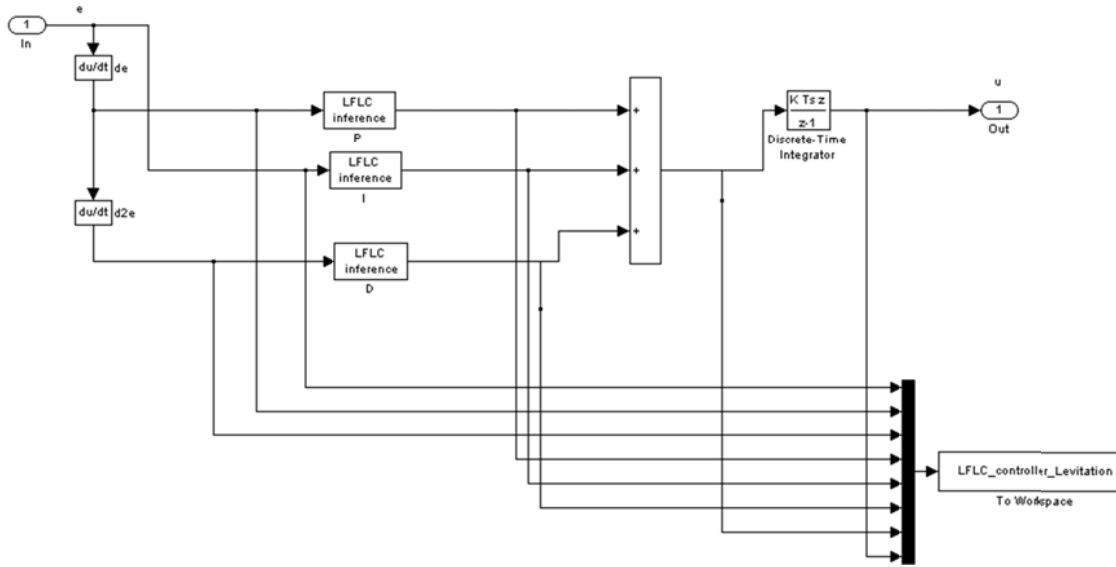 e
1
In
du/dt
de
LFLC
inference
P
LFLC
inference
I
du/dt
d2e
LFLC
inference
D
+
+
+
K Ts z
z-1
Discrete-Time
Integrator
u
1
Out
LFLC_controller_Levitation
To Workspace